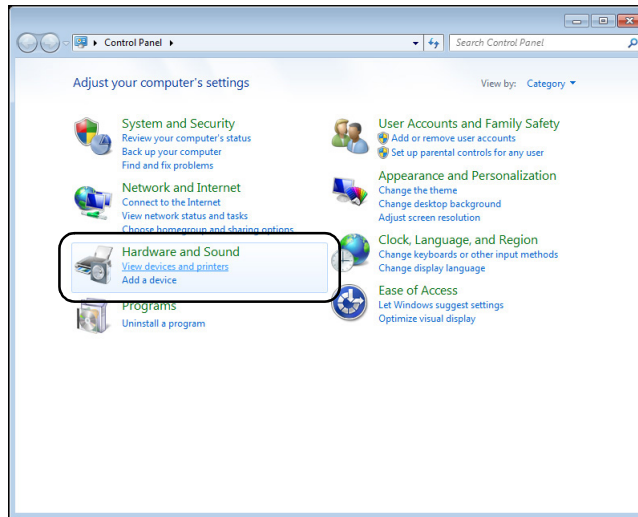 Control Panel
Search Control Panel
Adjust your computer's settings
View by: Category
System and Security
Review your computer's status
Back up your computer
Find and fix problems
Network and Internet
Connect to the Internet
View network status and tasks
Choose homegroup and sharing options
Hardware and Sound
View devices and printers
Add a device
Programs
Uninstall a program
User Accounts and Family Safety
Add or remove user accounts
Set up parental controls for any user
Appearance and Personalization
Change the theme
Change desktop background
Adjust screen resolution
Clock, Language, and Region
Change keyboards or other input methods
Change display language
Ease of Access
Let Windows suggest settings
Optimize visual display